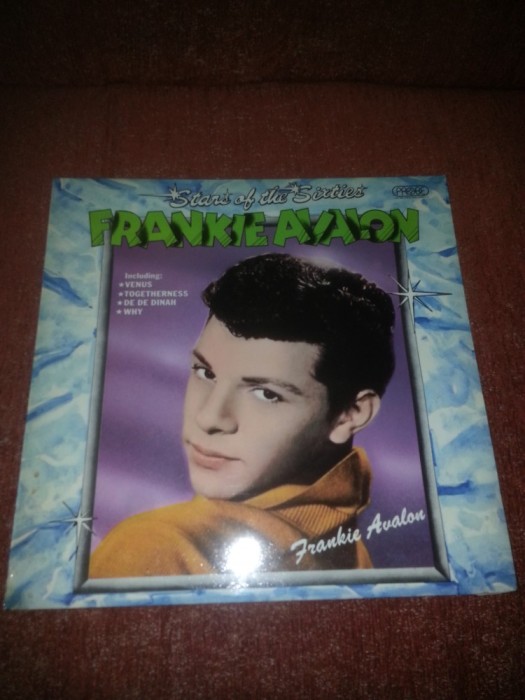 Stars of the Sixties
FRANKIE AVALON
Including:
★VENUS
★TOGETHERNESS
★DE DE DINAH
★WHY
Frankie Avalon